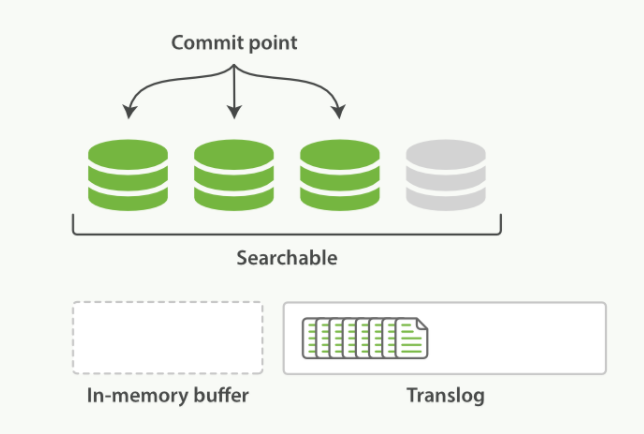 Commit point
Searchable
In-memory buffer
Translog